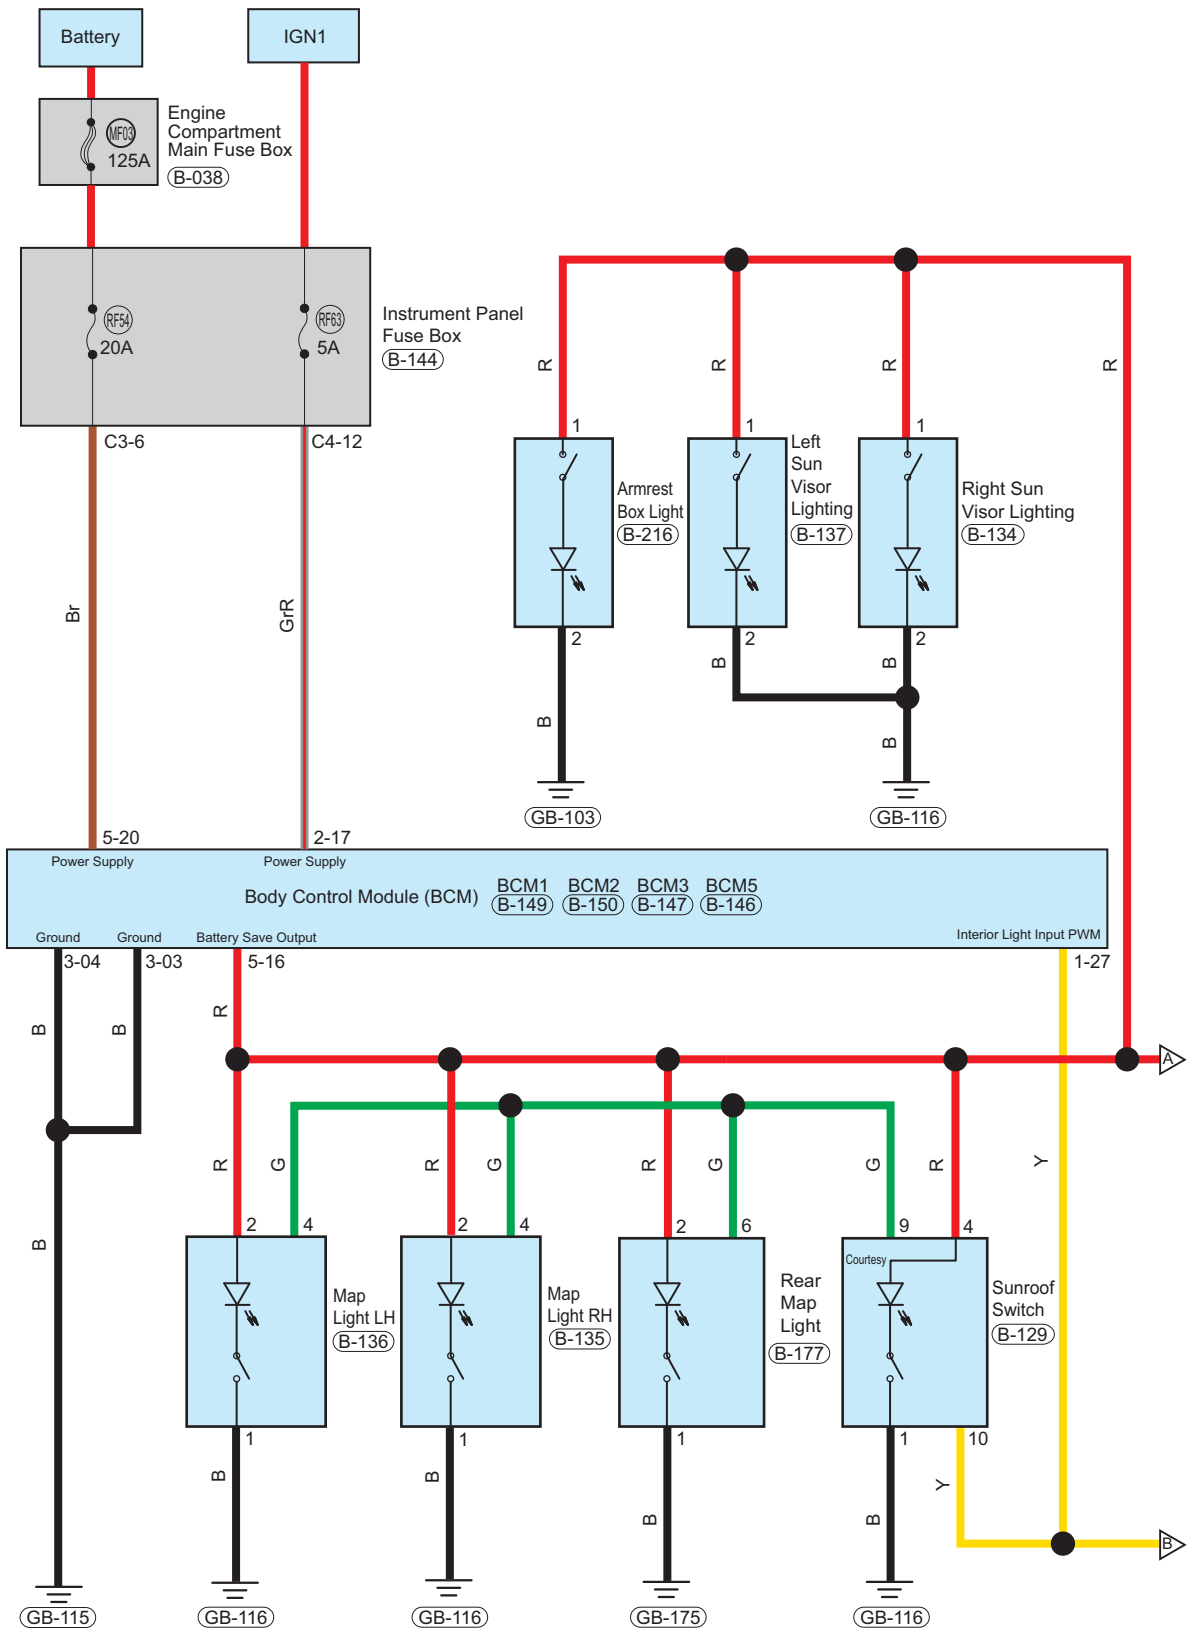 Battery
IGN1
MF03
125A
Engine
Compartment
Main Fuse Box
B-038
RF54
20A
RF63
5A
Instrument Panel
Fuse Box
B-144
C3-6
C4-12
R
R
R
R
1
1
1
Armrest
Box Light
B-216
Left
Sun
Visor
Lighting
B-137
Right Sun
Visor Lighting
B-134
Br
GrR
2
2
2
B
B
B
B
GB-103
GB-116
5-20
2-17
Power Supply
Power Supply
Body Control Module (BCM)
BCM1
B-149
BCM2
B-150
BCM3
B-147
BCM5
B-146
Ground
Ground
Battery Save Output
Interior Light Input PWM
3-04
3-03
5-16
1-27
B
B
R
A
R
G
R
G
R
G
G
R
Y
B
2
4
2
4
2
6
9
4
Courtesy
Map
Light LH
B-136
Map
Light RH
B-135
Rear
Map
Light
B-177
Sunroof
Switch
B-129
1
1
1
1
10
B
B
B
B
Y
B
GB-115
GB-116
GB-116
GB-175
GB-116